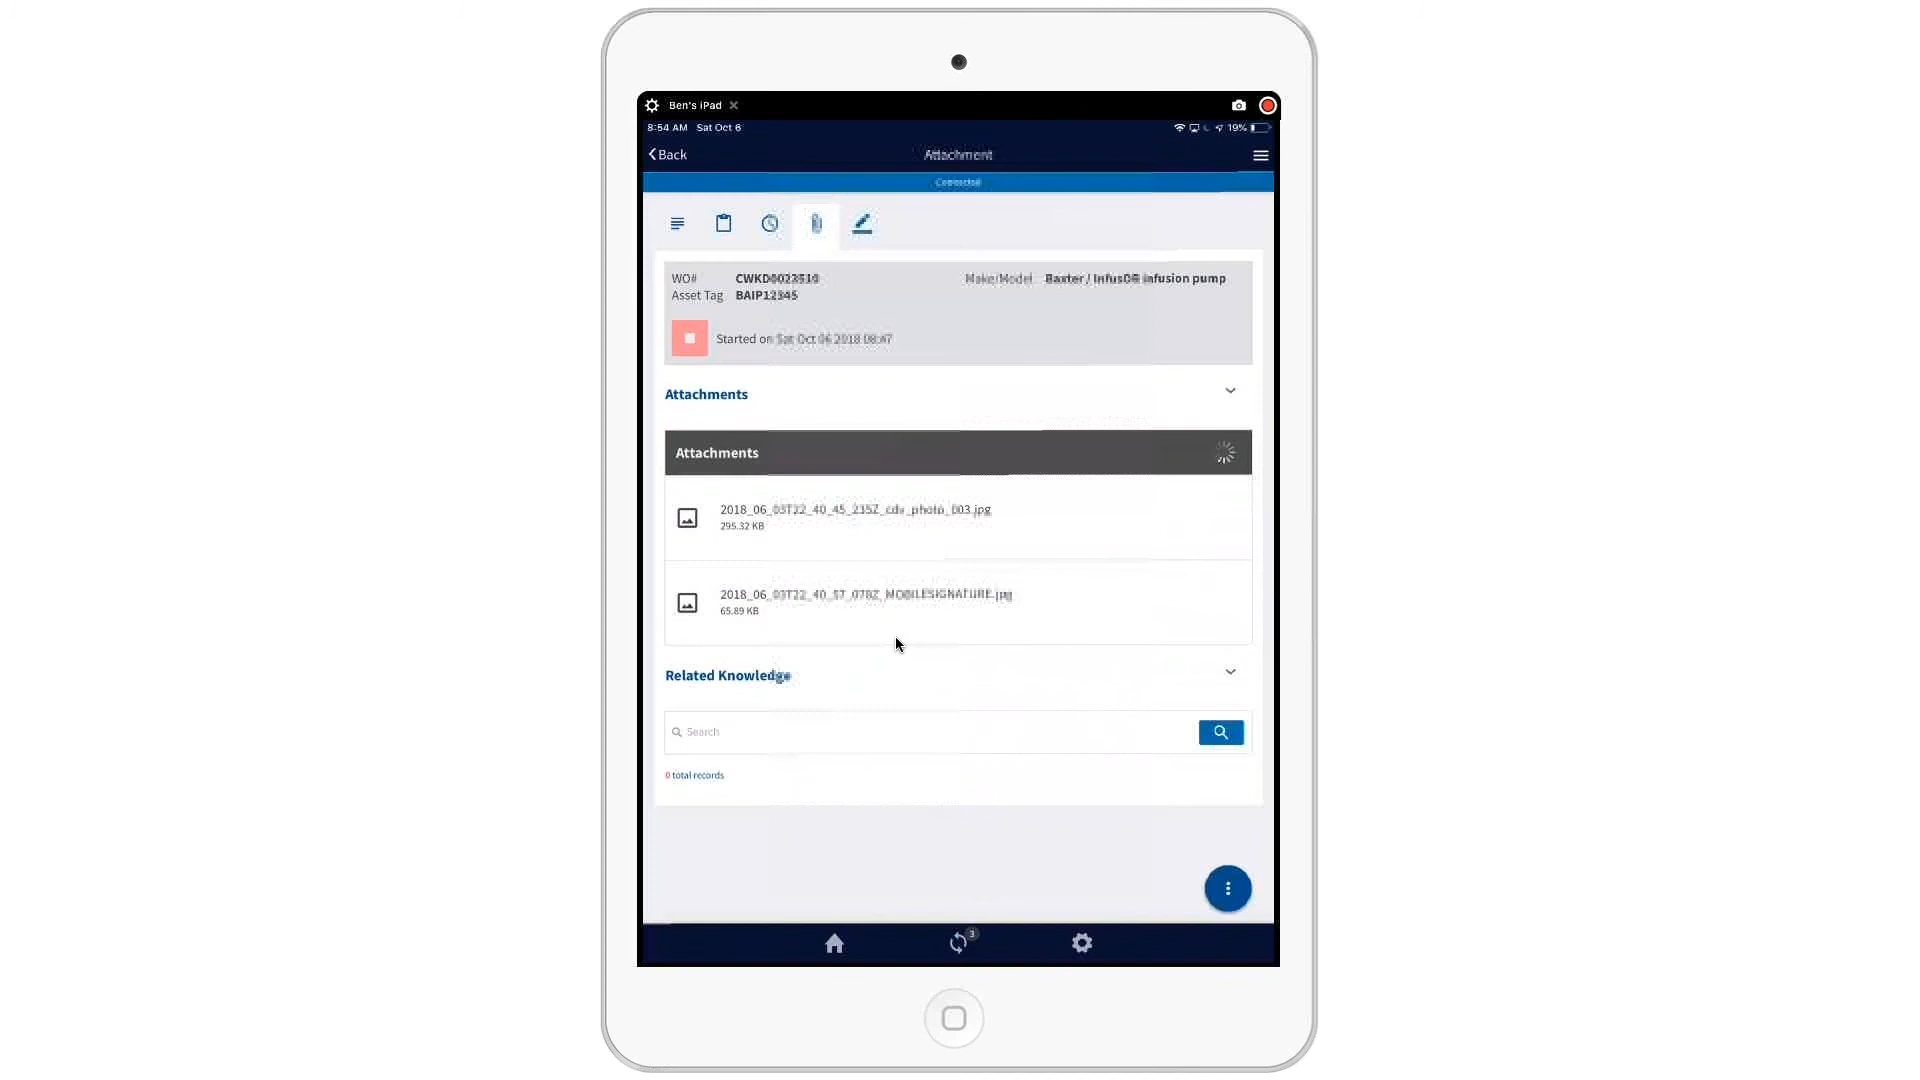 Ben's iPad
8:54 AM Sat Oct 6
19%
Back
Attachment
Connected
WO# CWKD0023510 Make/Model Baxter / InfusOR infusion pump
Asset Tag BAIP12345
Started on Sat Oct 06 2018 08:47
Attachments
Attachments
2018_06_03T22_40_45_235Z_cdv_photo_003.jpg
295.32 KB
2018_06_03T22_40_57_078Z_MOBILESIGNATURE.jpg
65.89 KB
Related Knowledge
Search
0 total records
3